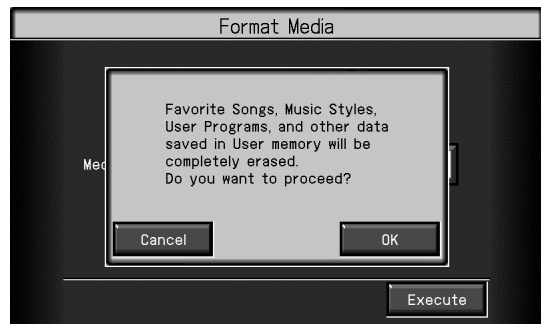 Format Media
Favorite Songs, Music Styles,
User Programs, and other data
saved in User memory will be
completely erased.
Do you want to proceed?
Cancel
OK
Execute